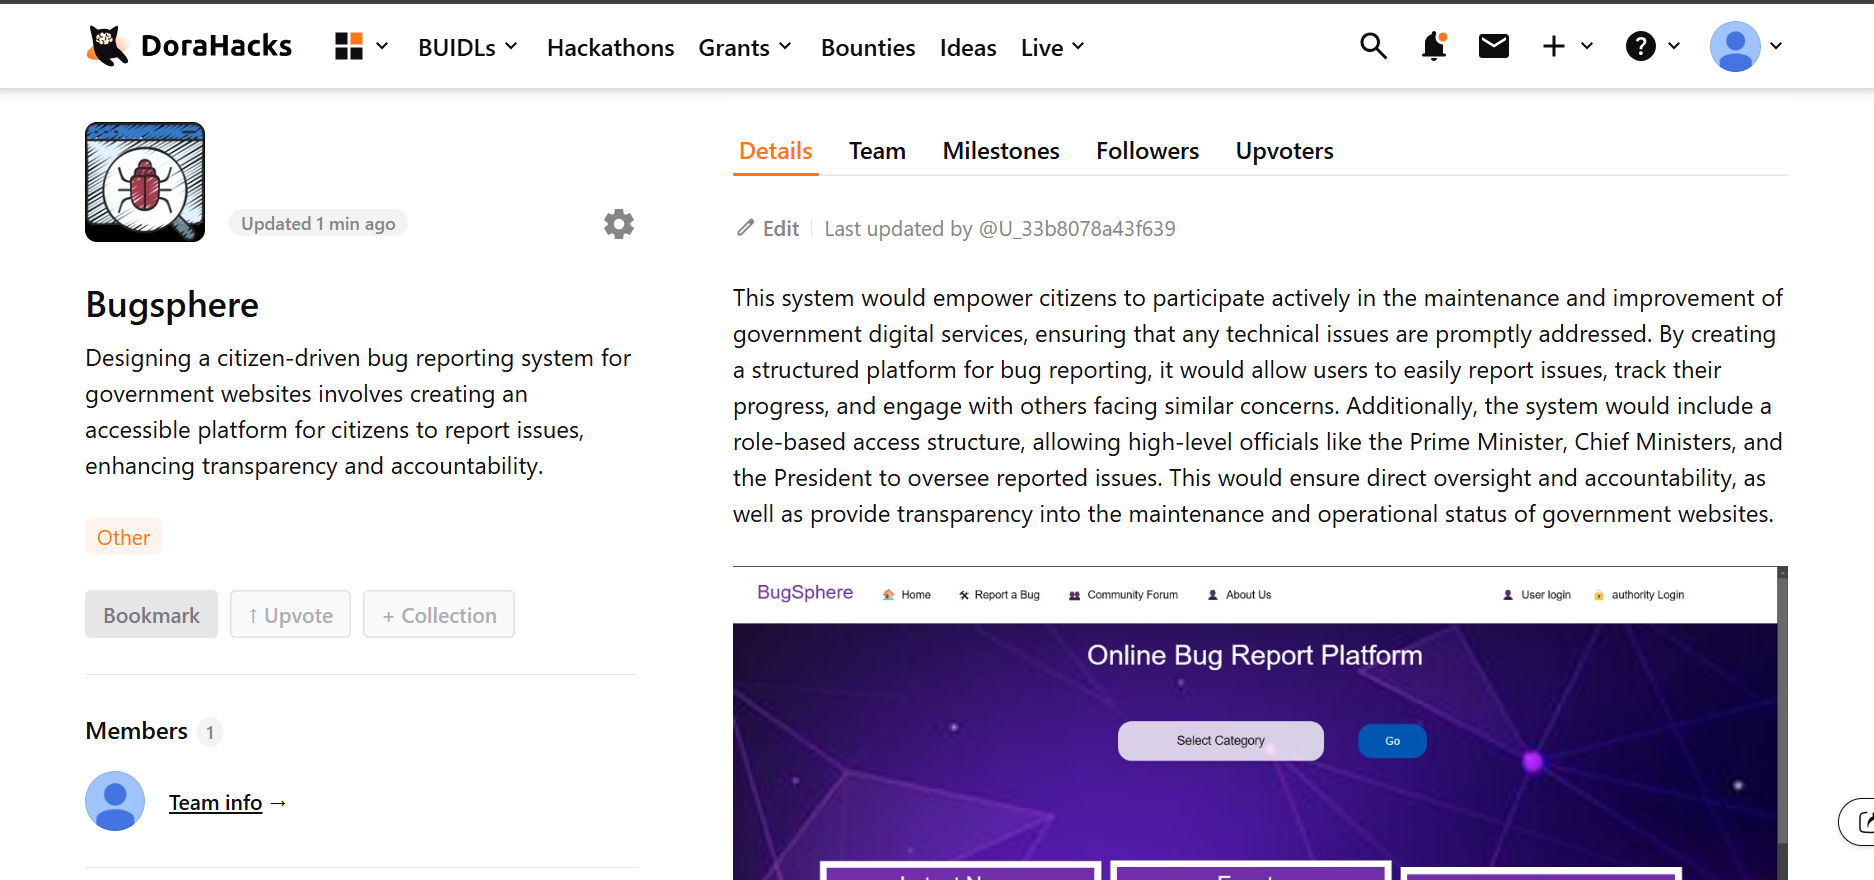 DoraHacks BUIDLs Hackathons Grants Bounties Ideas Live
Updated 1 min ago
Bugsphere
Designing a citizen-driven bug reporting system for
government websites involves creating an
accessible platform for citizens to report issues,
enhancing transparency and accountability.
Other
Bookmark ↑ Upvote + Collection
Members 1
Team info →
Details Team Milestones Followers Upvoters
Edit Last updated by @U_33b8078a43f639
This system would empower citizens to participate actively in the maintenance and improvement of
government digital services, ensuring that any technical issues are promptly addressed. By creating
a structured platform for bug reporting, it would allow users to easily report issues, track their
progress, and engage with others facing similar concerns. Additionally, the system would include a
role-based access structure, allowing high-level officials like the Prime Minister, Chief Ministers, and
the President to oversee reported issues. This would ensure direct oversight and accountability, as
well as provide transparency into the maintenance and operational status of government websites.
BugSphere Home Report a Bug Community Forum About Us User login authority Login
Online Bug Report Platform
Select Category Go